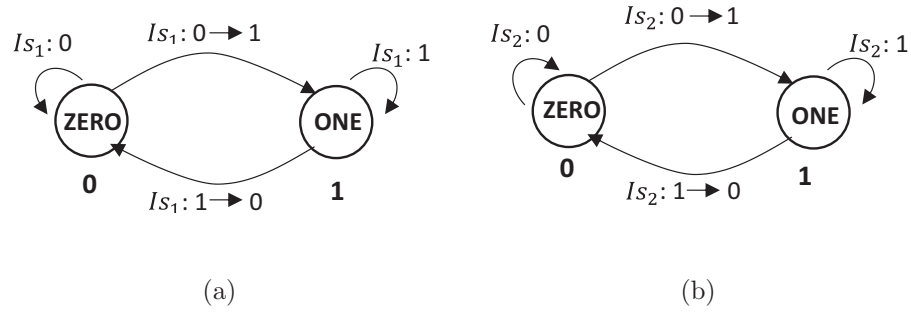 Is₁: 0
Is₁: 0 → 1
Is₁: 1
ZERO
ONE
0
1
Is₁: 1 → 0
(a)
Is₂: 0
Is₂: 0 → 1
Is₂: 1
ZERO
ONE
0
1
Is₂: 1 → 0
(b)